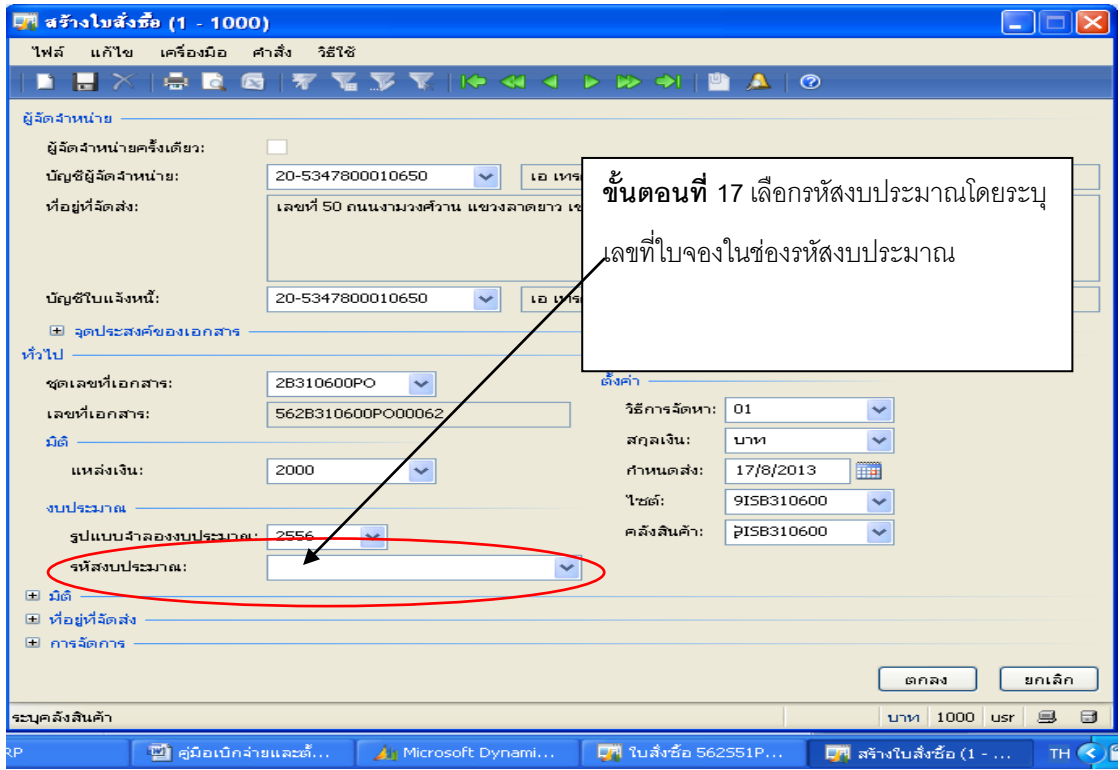 สร้างใบสั่งซื้อ (1 - 1000)
ไฟล์ แก้ไข เครื่องมือ คำสั่ง วิธีใช้
ผู้จัดจำหน่าย
ผู้จัดจำหน่ายครั้งเดียว:
บัญชีผู้จัดจำหน่าย: 20-5347800010650 เอ เทร
ที่อยู่ที่จัดส่ง: เลขที่ 50 ถนนงามวงศ์วาน แขวงลาดยาว เข
ขั้นตอนที่ 17 เลือกรหัสงบประมาณโดยระบุ
เลขที่ใบจองในช่องรหัสงบประมาณ
บัญชีใบแจ้งหนี้: 20-5347800010650 เอ เทร
จุดประสงค์ของเอกสาร
ทั่วไป
ชุดเลขที่เอกสาร: 2B310600PO
เลขที่เอกสาร: 562B310600PO00062
มิติ
แหล่งเงิน: 2000
งบประมาณ
รูปแบบจำลองงบประมาณ: 2556
รหัสงบประมาณ:
ตั้งค่า
วิธีการจัดหา: 01
สกุลเงิน: บาท
กำหนดส่ง: 17/8/2013
ไซต์: 9ISB310600
คลังสินค้า: 9ISB310600
มิติ
ที่อยู่ที่จัดส่ง
การจัดการ
ตกลง ยกเลิก
ระบุคลังสินค้า บาท 1000 usr
RP คู่มือเบิกจ่ายและตั้... Microsoft Dynami... ใบสั่งซื้อ 562551P... สร้างใบสั่งซื้อ (1 - ... TH